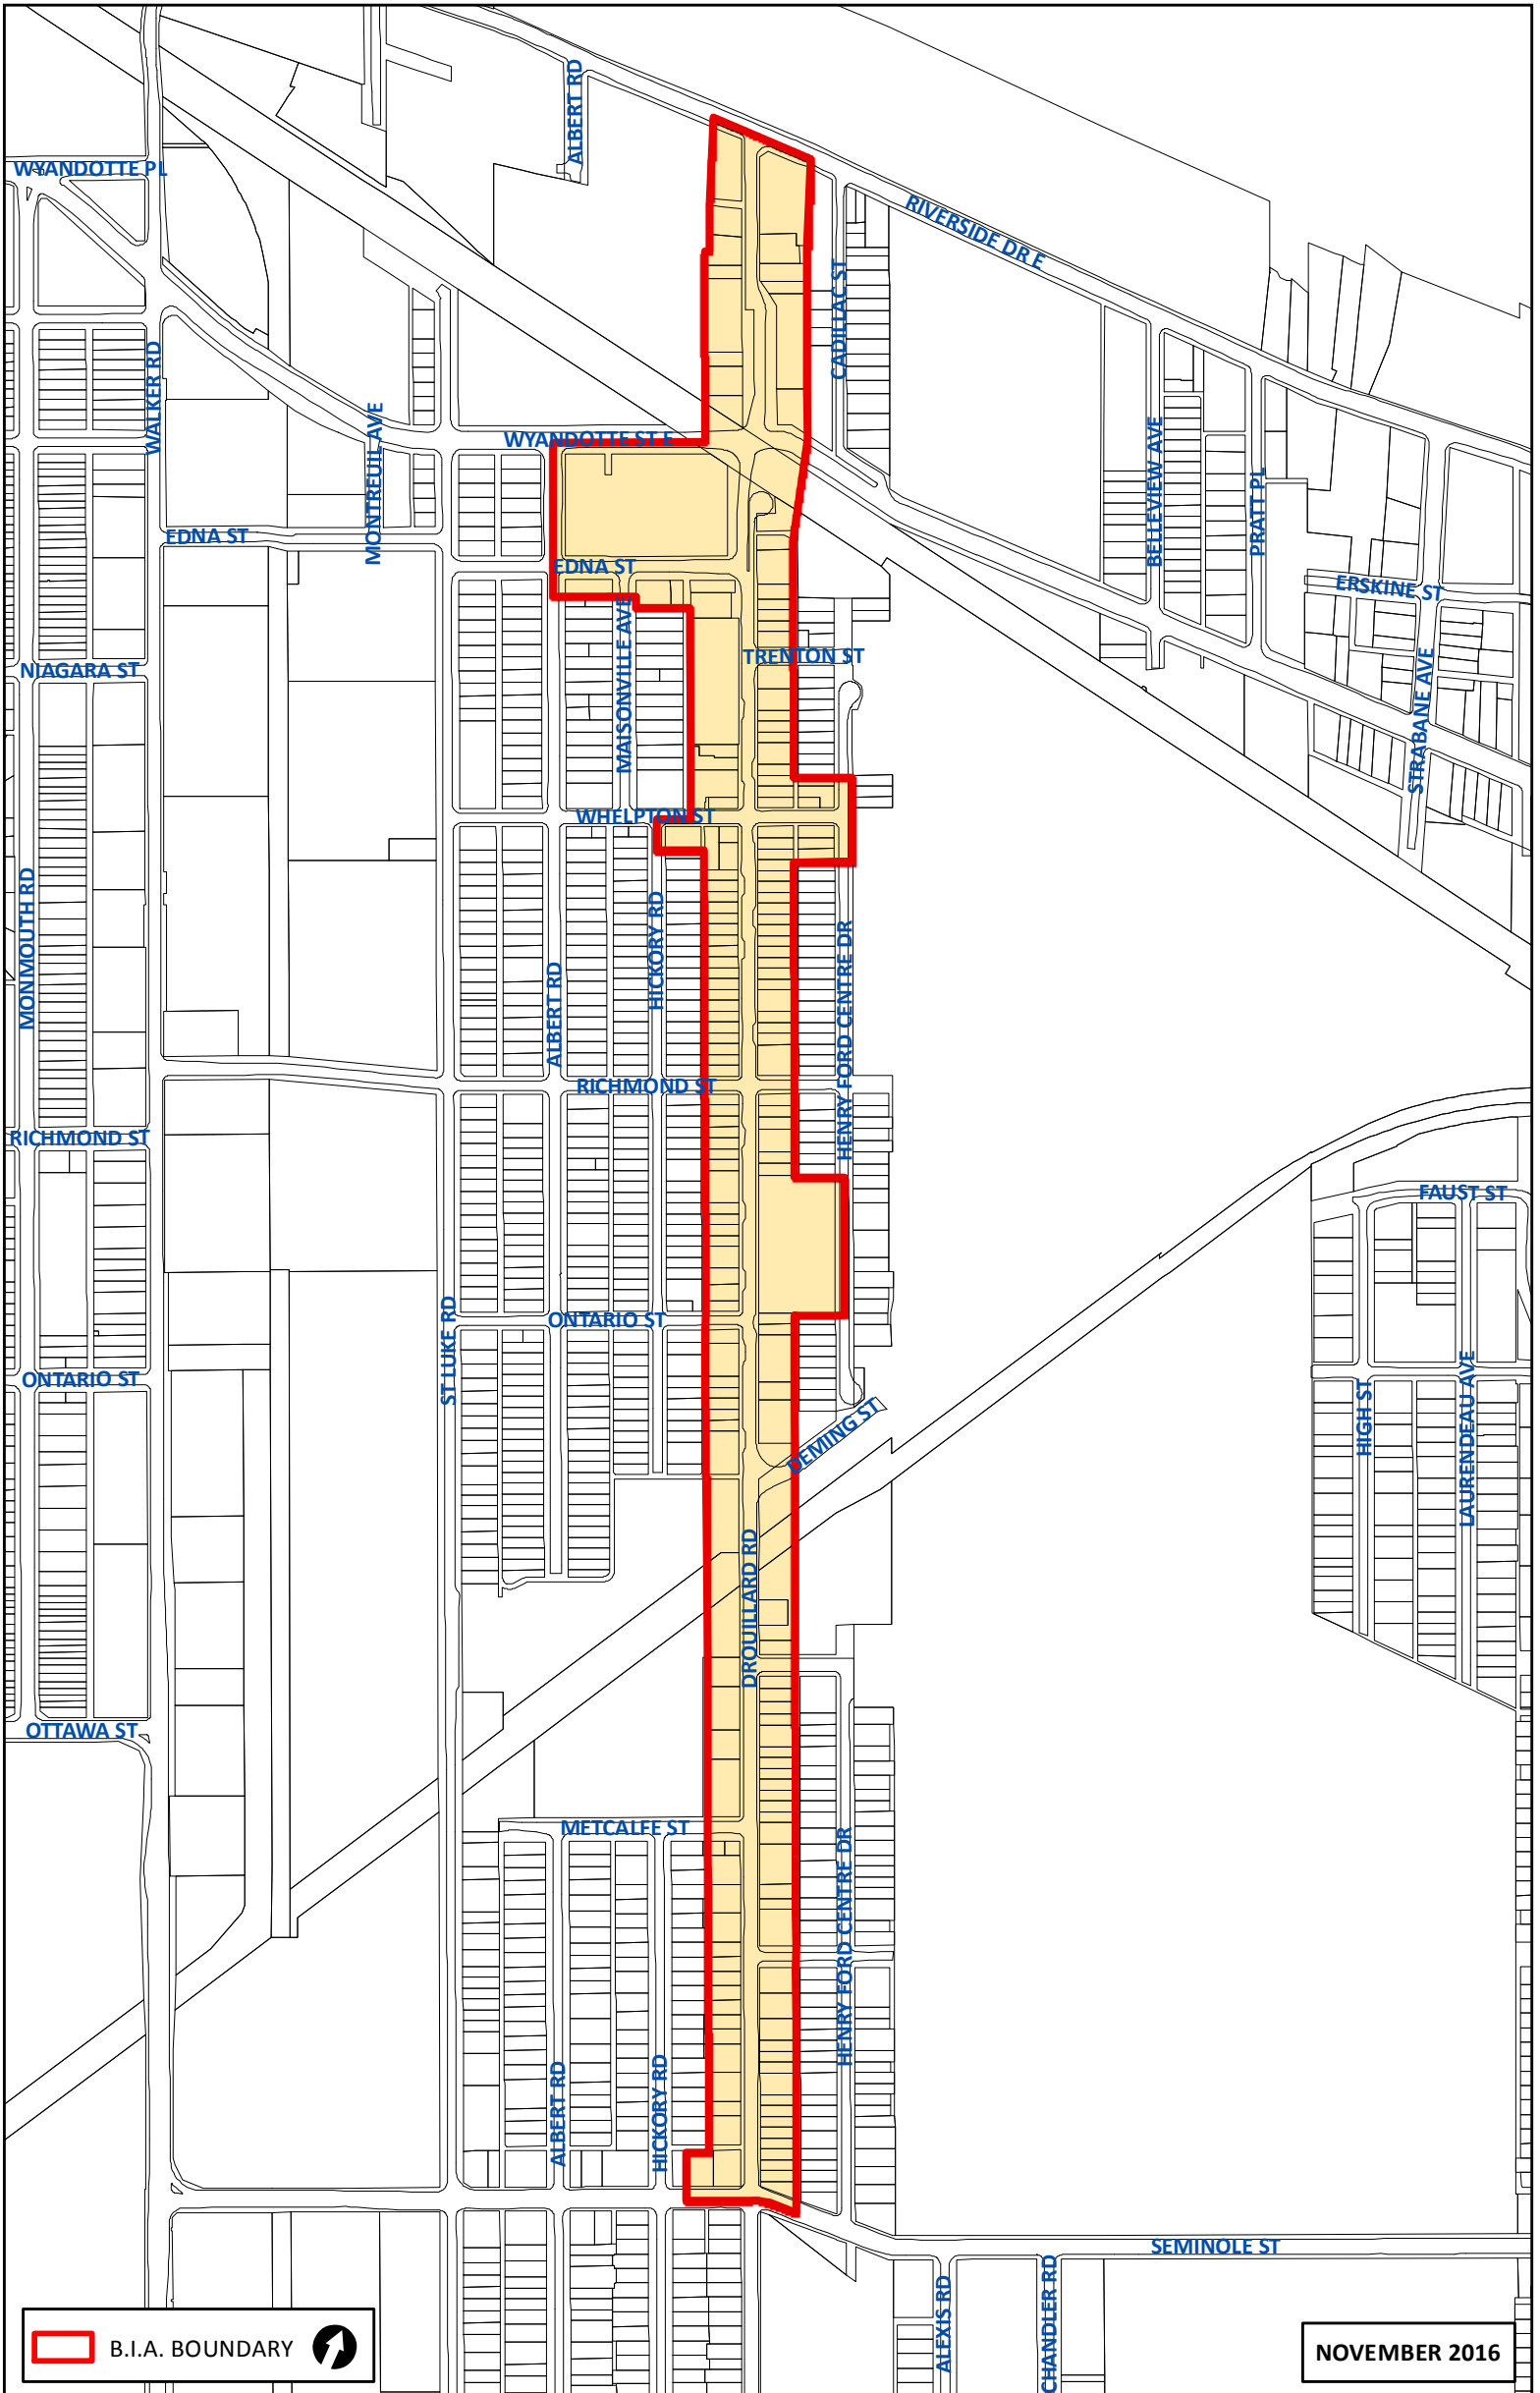 ALBERT RD
WYANDOTTE PL
RIVERSIDE DR E
CADILLAC ST
WALKER RD
MONTREUIL AVE
WYANDOTTE ST E
BELLEVIEW AVE
PRATT PL
EDNA ST
EDNA ST
ERSKINE ST
MAISONVILLE AVE
TRENTON ST
NIAGARA ST
STRABANE AVE
WHELPTON ST
MONMOUTH RD
HICKORY RD
ALBERT RD
HENRY FORD CENTRE DR
RICHMOND ST
RICHMOND ST
FAUST ST
ST LUKE RD
ONTARIO ST
ONTARIO ST
HIGH ST
LAURENDEAU AVE
DEMING ST
DROUILLARD RD
OTTAWA ST
METCALFE ST
HENRY FORD CENTRE DR
HENRY FORD CENTRE DR
ALBERT RD
HICKORY RD
SEMINOLE ST
ALEXIS RD
CHANDLER RD
B.I.A. BOUNDARY
NOVEMBER 2016